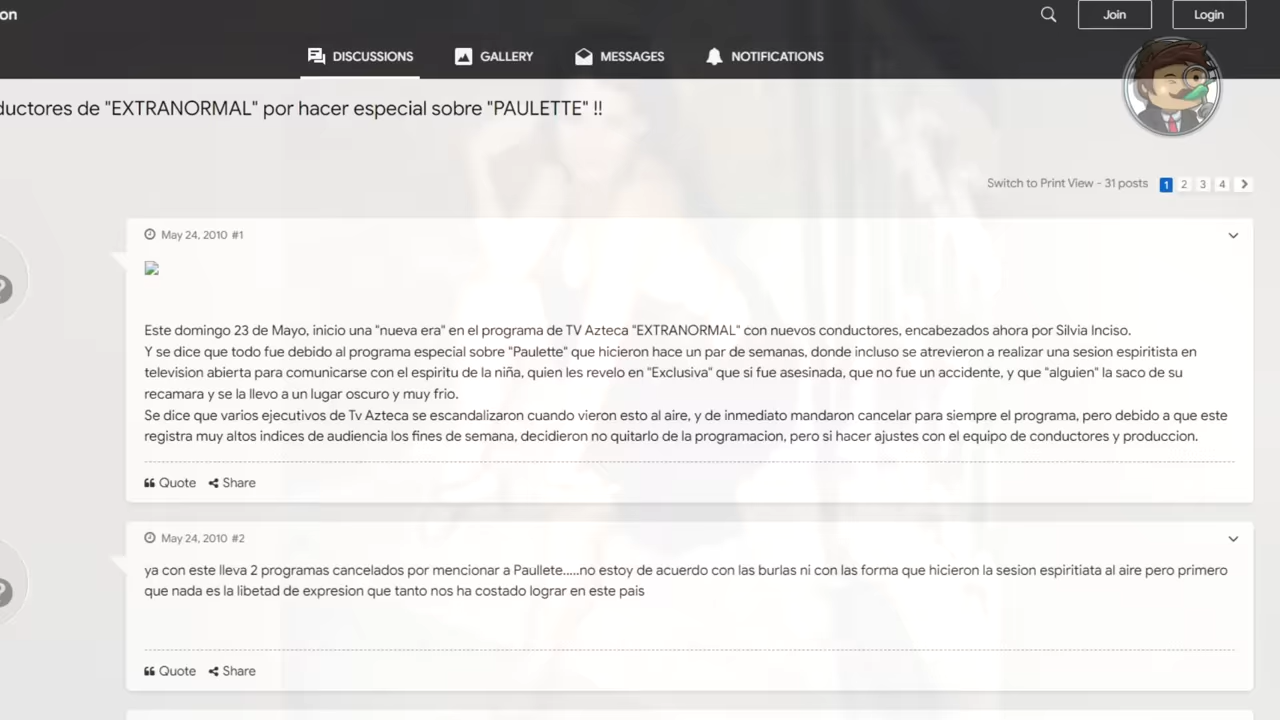 on
Join
Login
DISCUSSIONS
GALLERY
MESSAGES
NOTIFICATIONS
ductores de "EXTRANORMAL" por hacer especial sobre "PAULETTE" !!
Switch to Print View - 31 posts 1 2 3 4
May 24, 2010 #1
Este domingo 23 de Mayo, inicio una "nueva era" en el programa de TV Azteca "EXTRANORMAL" con nuevos conductores, encabezados ahora por Silvia Inciso.
Y se dice que todo fue debido al programa especial sobre "Paulette" que hicieron hace un par de semanas, donde incluso se atrevieron a realizar una sesion espiritista en
television abierta para comunicarse con el espiritu de la niña, quien les revelo en "Exclusiva" que si fue asesinada, que no fue un accidente, y que "alguien" la saco de su
recamara y se la llevo a un lugar oscuro y muy frio.
Se dice que varios ejecutivos de Tv Azteca se escandalizaron cuando vieron esto al aire, y de inmediato mandaron cancelar para siempre el programa, pero debido a que este
registra muy altos indices de audiencia los fines de semana, decidieron no quitarlo de la programacion, pero si hacer ajustes con el equipo de conductores y produccion.
Quote Share
May 24, 2010 #2
ya con este lleva 2 programas cancelados por mencionar a Paullete.....no estoy de acuerdo con las burlas ni con las forma que hicieron la sesion espiritiata al aire pero primero
que nada es la libetad de expresion que tanto nos ha costado lograr en este pais
Quote Share